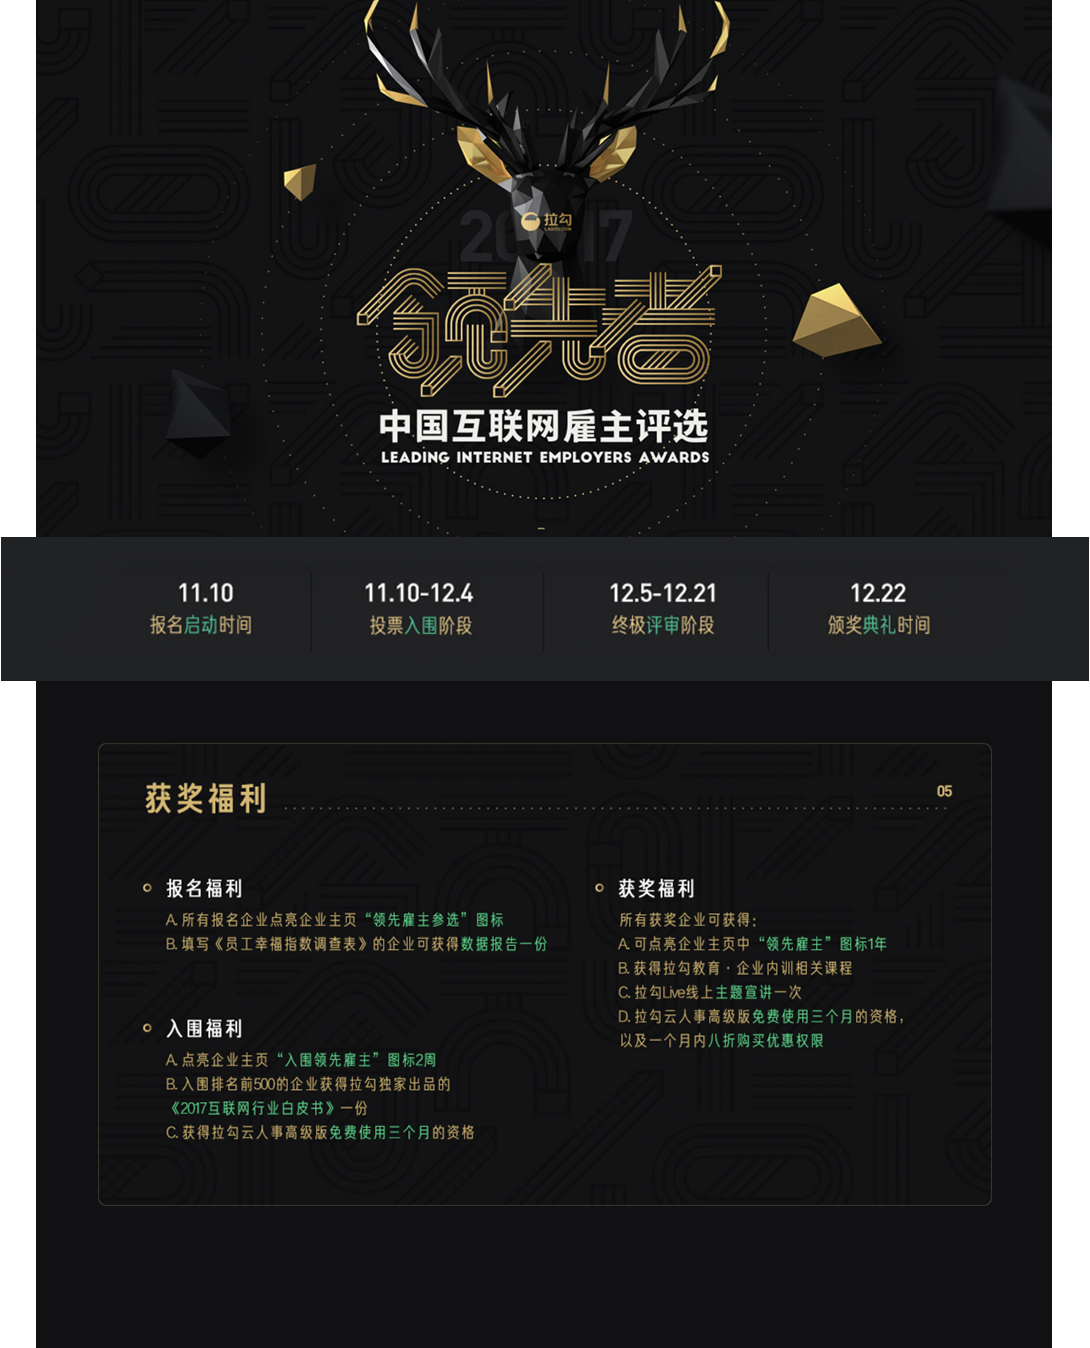 2017
拉勾
LAGOU.COM
领先者
中国互联网雇主评选
LEADING INTERNET EMPLOYERS AWARDS
11.10
报名启动时间
11.10-12.4
投票入围阶段
12.5-12.21
终极评审阶段
12.22
颁奖典礼时间
获奖福利
05
报名福利
A. 所有报名企业点亮企业主页“领先雇主参选”图标
B. 填写《员工幸福指数调查表》的企业可获得数据报告一份
入围福利
A. 点亮企业主页“入围领先雇主”图标2周
B. 入围排名前500的企业获得拉勾独家出品的
《2017互联网行业白皮书》一份
C. 获得拉勾云人事高级版免费使用三个月的资格
获奖福利
所有获奖企业可获得：
A. 可点亮企业主页中“领先雇主”图标1年
B. 获得拉勾教育·企业内训相关课程
C. 拉勾Live线上主题宣讲一次
D. 拉勾云人事高级版免费使用三个月的资格，
以及一个月内八折购买优惠权限